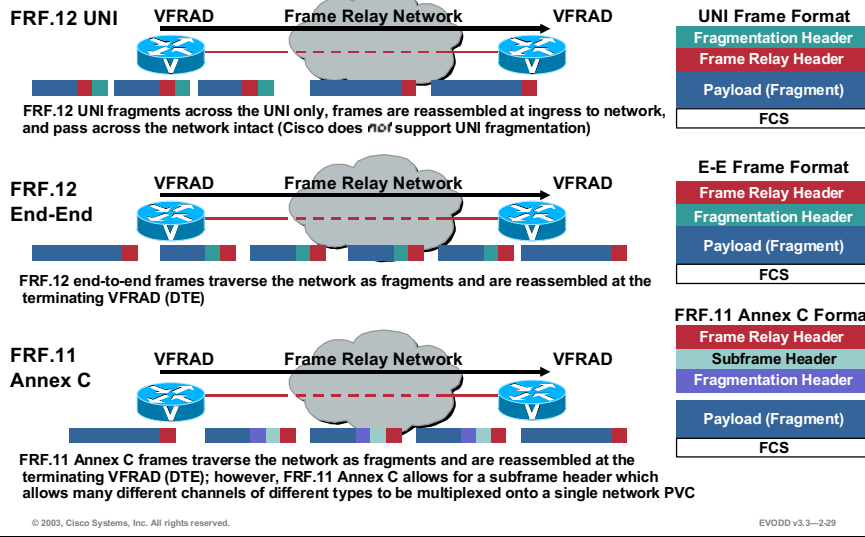 FRF.12 UNI
VFRAD
Frame Relay Network
VFRAD
V
FRF.12 UNI fragments across the UNI only, frames are reassembled at ingress to network,
and pass across the network intact (Cisco does not support UNI fragmentation)
UNI Frame Format
Fragmentation Header
Frame Relay Header
Payload (Fragment)
FCS
FRF.12
End-End
VFRAD
Frame Relay Network
VFRAD
V
V
FRF.12 end-to-end frames traverse the network as fragments and are reassembled at the
terminating VFRAD (DTE)
E-E Frame Format
Frame Relay Header
Fragmentation Header
Payload (Fragment)
FCS
FRF.11
Annex C
VFRAD
Frame Relay Network
VFRAD
V
V
FRF.11 Annex C frames traverse the network as fragments and are reassembled at the
terminating VFRAD (DTE); however, FRF.11 Annex C allows for a subframe header which
allows many different channels of different types to be multiplexed onto a single network PVC
FRF.11 Annex C Forma
Frame Relay Header
Subframe Header
Fragmentation Header
Payload (Fragment)
FCS
© 2003, Cisco Systems, Inc. All rights reserved.
EVODD v3.3—2-29